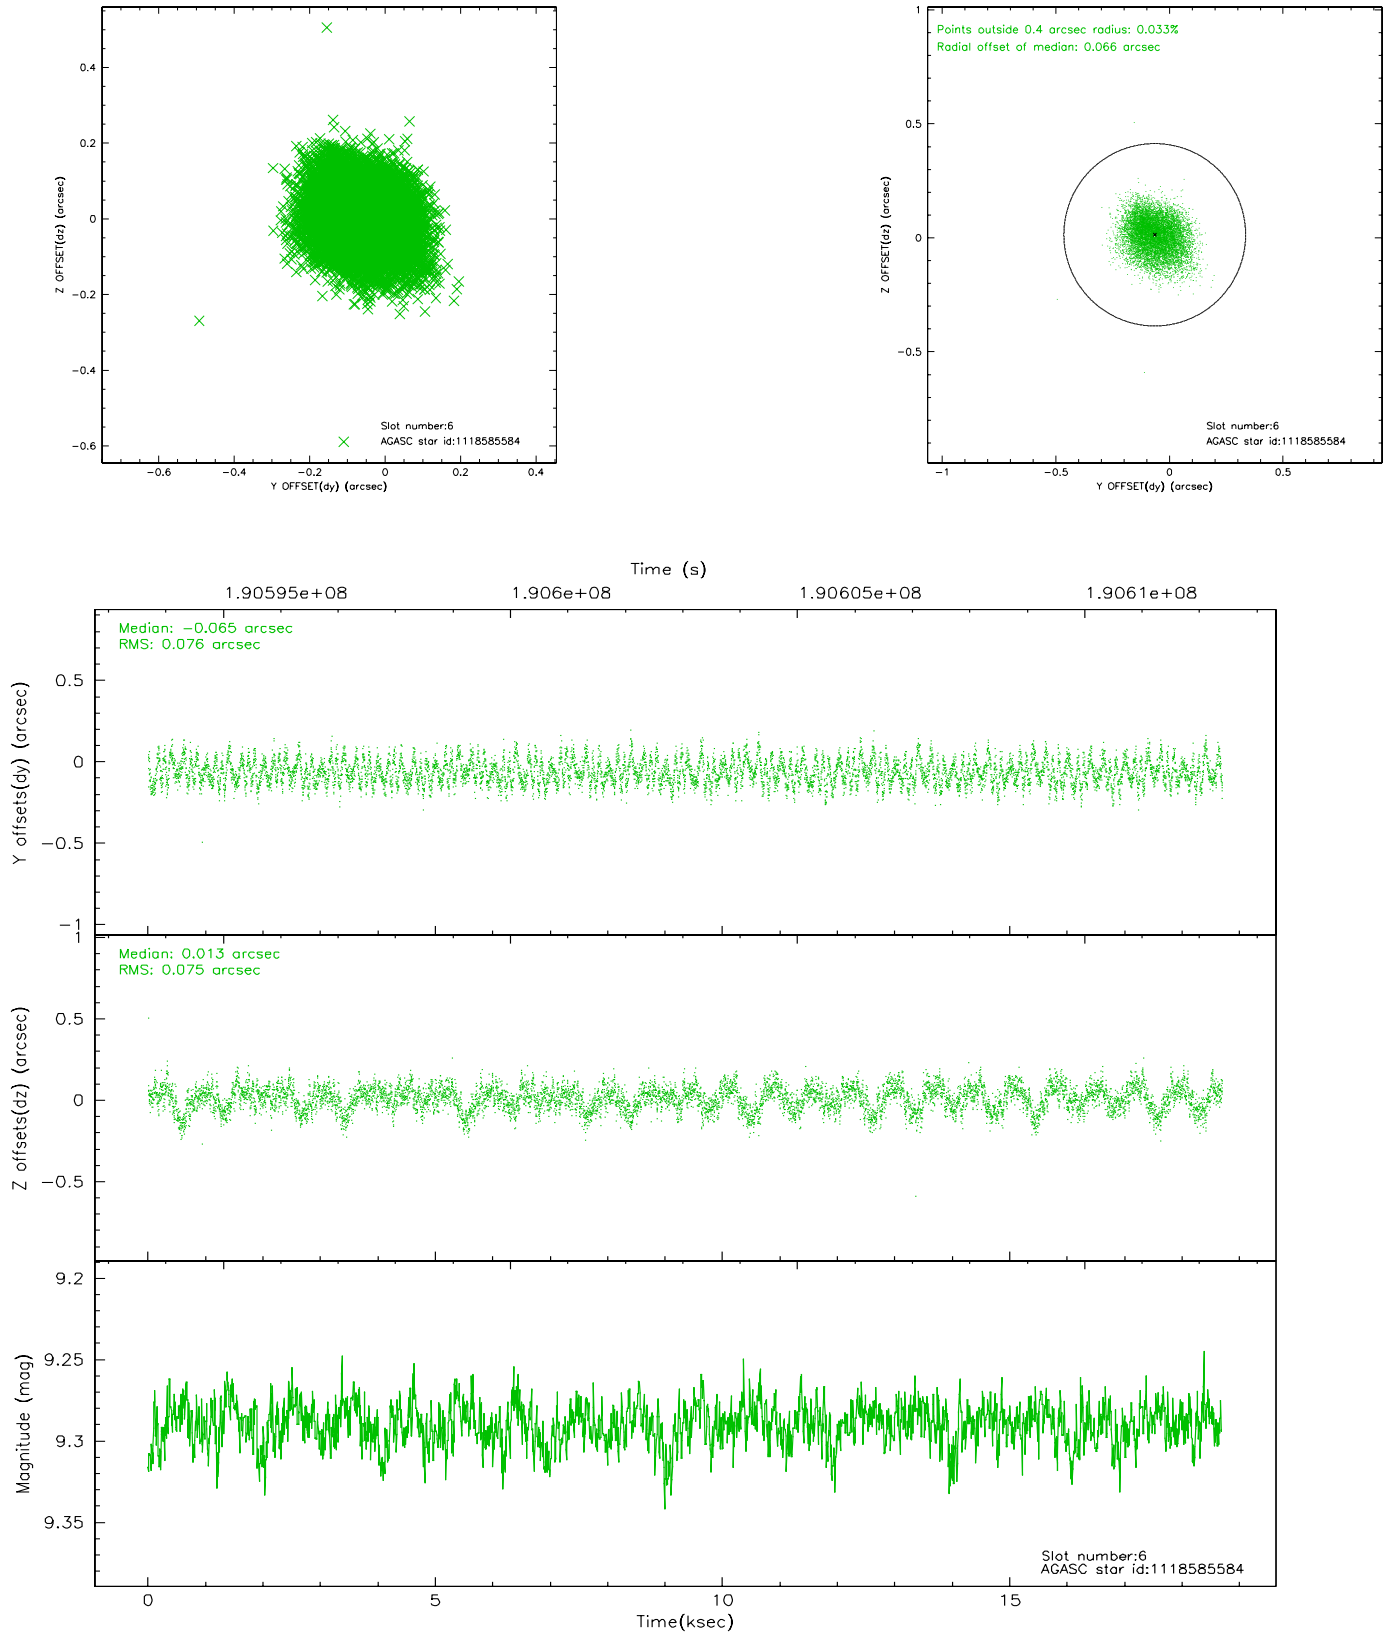 0.4
0.2
0
−0.2
−0.4
−0.6
Z OFFSET(dz) (arcsec)
Slot number:6
AGASC star id:1118585584
−0.6 −0.4 −0.2 0 0.2 0.4
Y OFFSET(dy) (arcsec)
1
Points outside 0.4 arcsec radius: 0.033%
Radial offset of median: 0.066 arcsec
0.5
0
−0.5
Z OFFSET(dz) (arcsec)
Slot number:6
AGASC star id:1118585584
−1 −0.5 0 0.5
Y OFFSET(dy) (arcsec)
Time (s)
1.90595e+08 1.906e+08 1.90605e+08 1.9061e+08
Median: −0.065 arcsec
RMS: 0.076 arcsec
0.5
0
−0.5
−1
Y offsets(dy) (arcsec)
1
Median: 0.013 arcsec
RMS: 0.075 arcsec
0.5
0
−0.5
Z offsets(dz) (arcsec)
9.2
9.25
9.3
9.35
Magnitude (mag)
Slot number:6
AGASC star id:1118585584
0 5 10 15
Time(ksec)